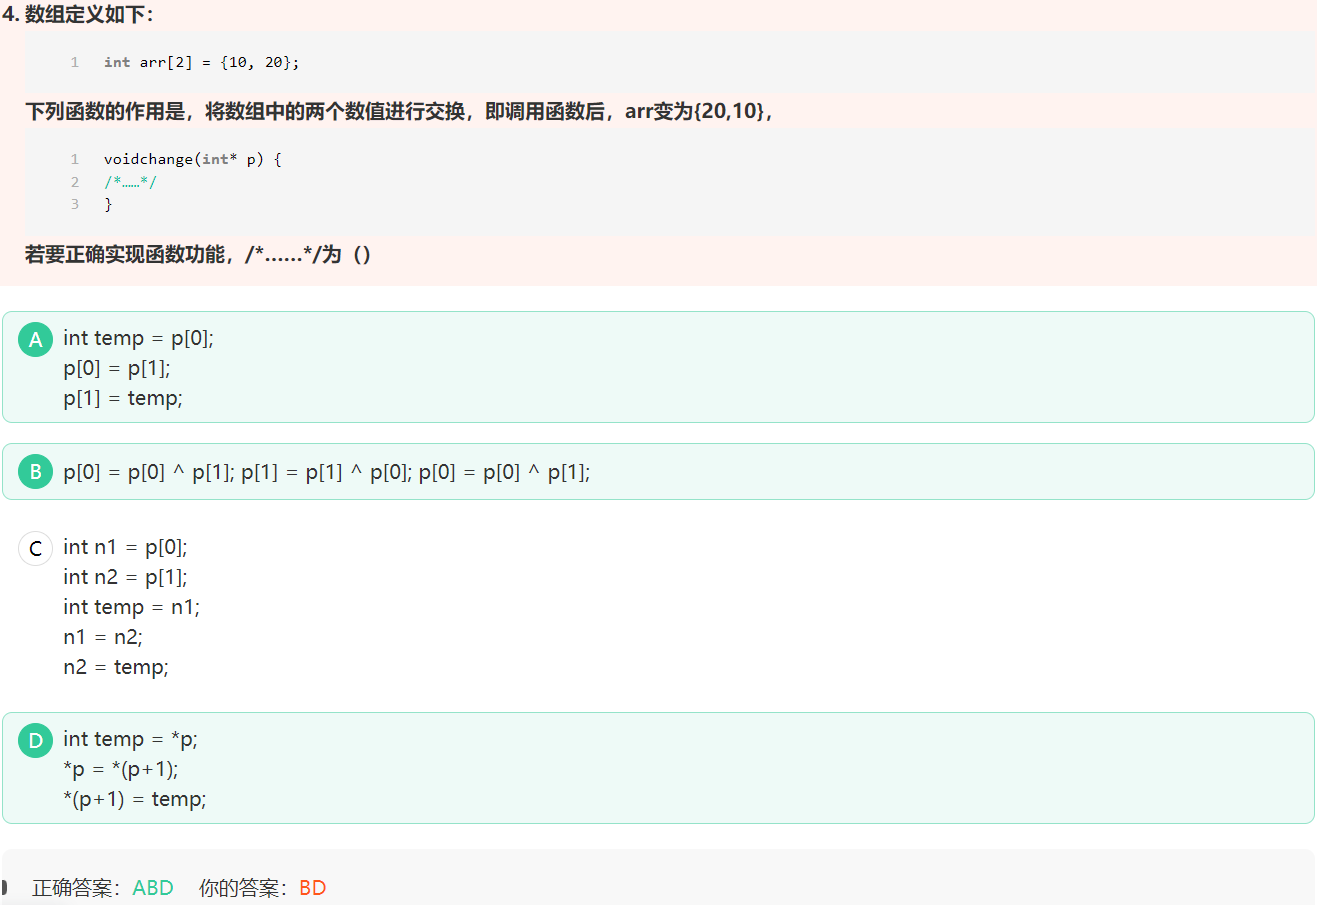 4. 数组定义如下：
1 int arr[2] = {10, 20};
下列函数的作用是，将数组中的两个数值进行交换，即调用函数后，arr变为{20,10}，
1 voidchange(int* p) {
2 /*……*/
3 }
若要正确实现函数功能，/*……*/为（）
A int temp = p[0];
p[0] = p[1];
p[1] = temp;
B p[0] = p[0] ^ p[1]; p[1] = p[1] ^ p[0]; p[0] = p[0] ^ p[1];
C int n1 = p[0];
int n2 = p[1];
int temp = n1;
n1 = n2;
n2 = temp;
D int temp = *p;
*p = *(p+1);
*(p+1) = temp;
正确答案：ABD 你的答案：BD